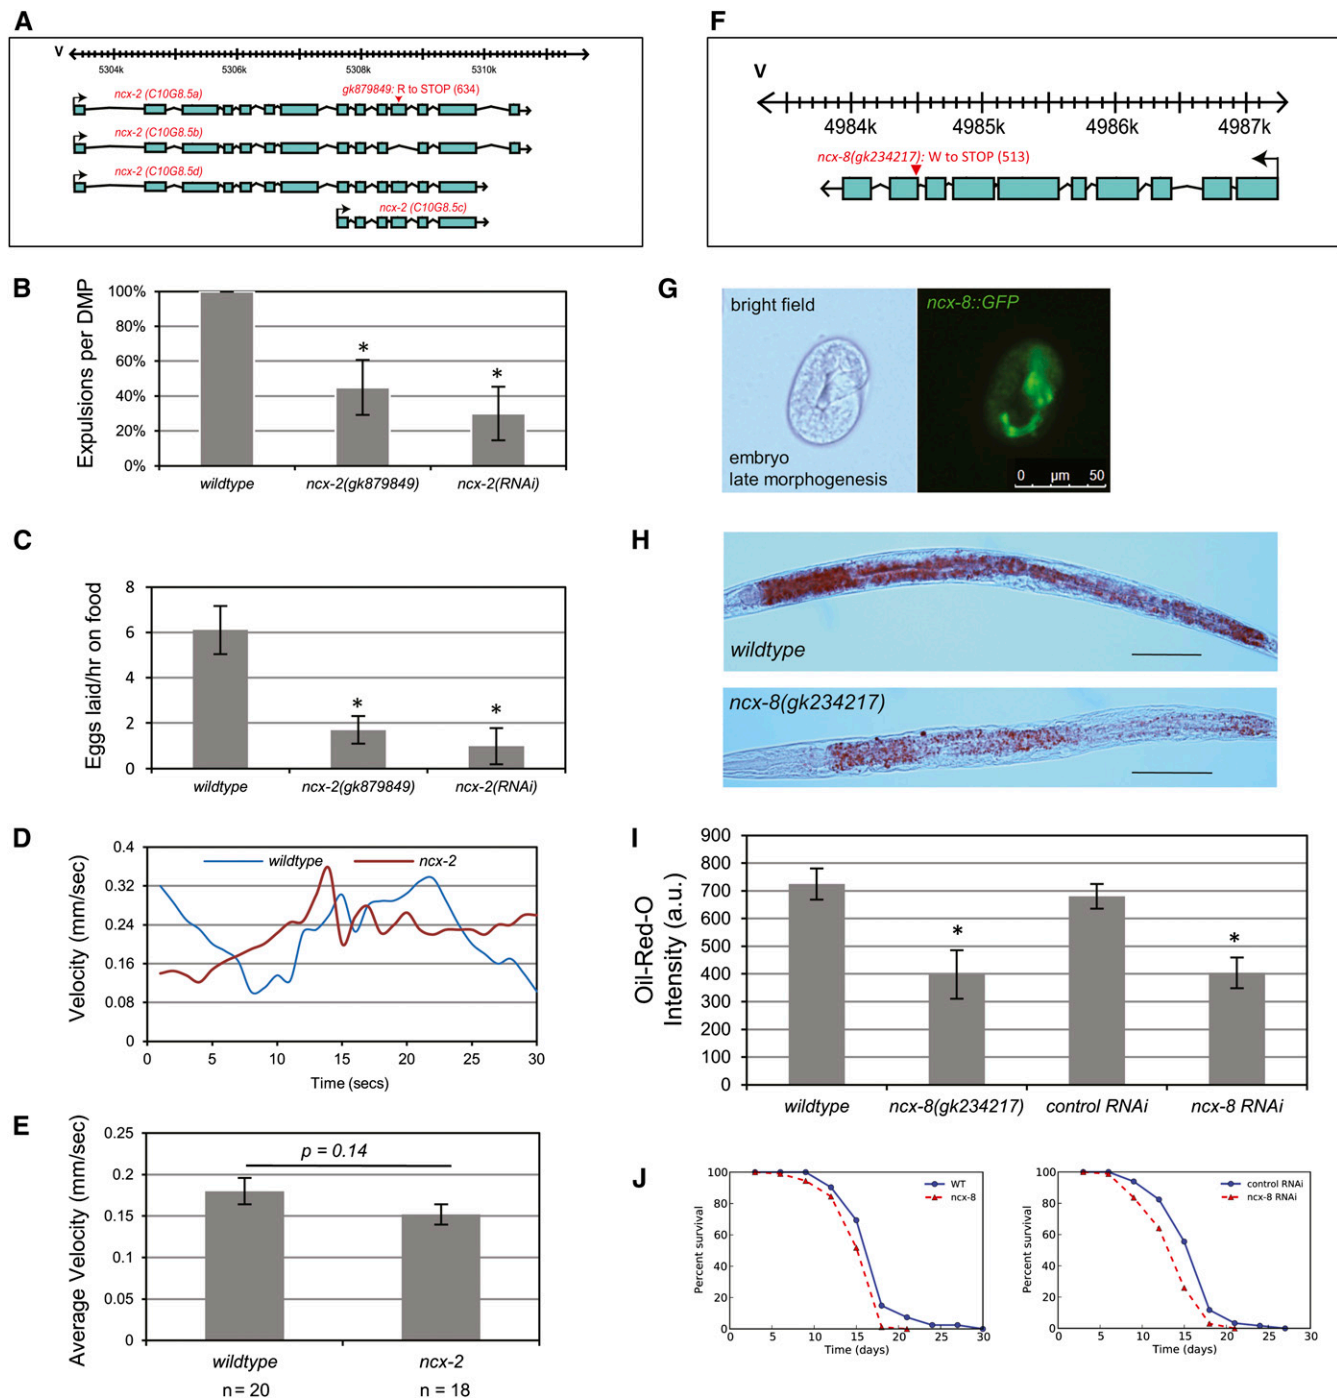 A
V
5304k 5306k 5308k 5310k
ncx-2 (C10G8.5a)
gk879849: R to STOP (634)
ncx-2 (C10G8.5b)
ncx-2 (C10G8.5d)
ncx-2 (C10G8.5c)
B
Expulsions per DMP
100%
80%
60%
40%
20%
0%
* *
wildtype ncx-2(gk879849) ncx-2(RNAi)
C
Eggs laid/hr on food
8
6
4
2
0
* *
wildtype ncx-2(gk879849) ncx-2(RNAi)
D
Velocity (mm/sec)
0.4
0.32
0.24
0.16
0.08
0
wildtype ncx-2
0 5 10 15 20 25 30
Time (secs)
E
Average Velocity (mm/sec)
0.25
0.2
0.15
0.1
0.05
0
p = 0.14
wildtype ncx-2
n = 20 n = 18
F
V
4984k 4985k 4986k 4987k
ncx-8(gk234217): W to STOP (513)
G
bright field
embryo
late morphogenesis
ncx-8::GFP
0 µm 50
H
wildtype
ncx-8(gk234217)
I
Oil-Red-O
Intensity (a.u.)
900
800
700
600
500
400
300
200
100
0
* *
wildtype ncx-8(gk234217) control RNAi ncx-8 RNAi
J
Percent survival
100
80
60
40
20
0
WT
ncx-8
0 5 10 15 20 25 30
Time (days)
Percent survival
100
80
60
40
20
0
control RNAi
ncx-8 RNAi
0 5 10 15 20 25 30
Time (days)